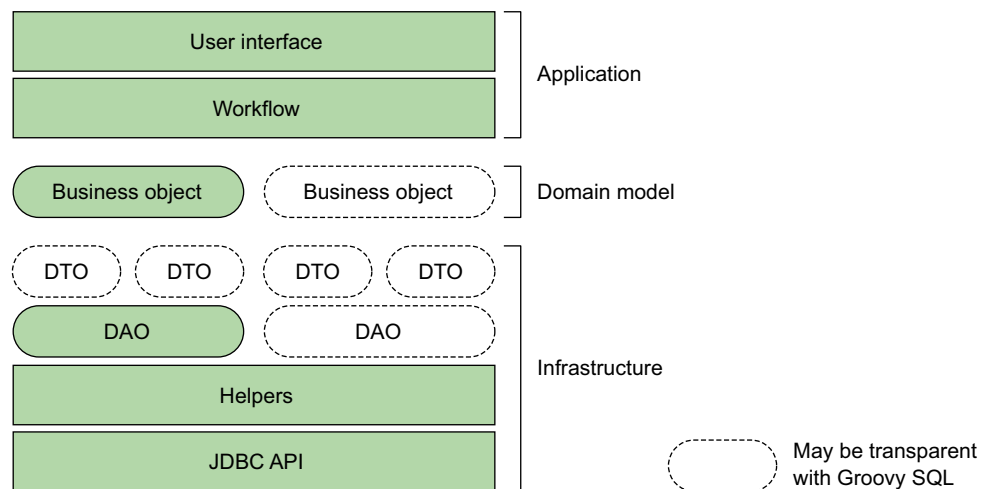 User interface
Workflow
Application
Business object
Business object
Domain model
DTO
DTO
DTO
DTO
DAO
DAO
Helpers
JDBC API
Infrastructure
May be transparent
with Groovy SQL